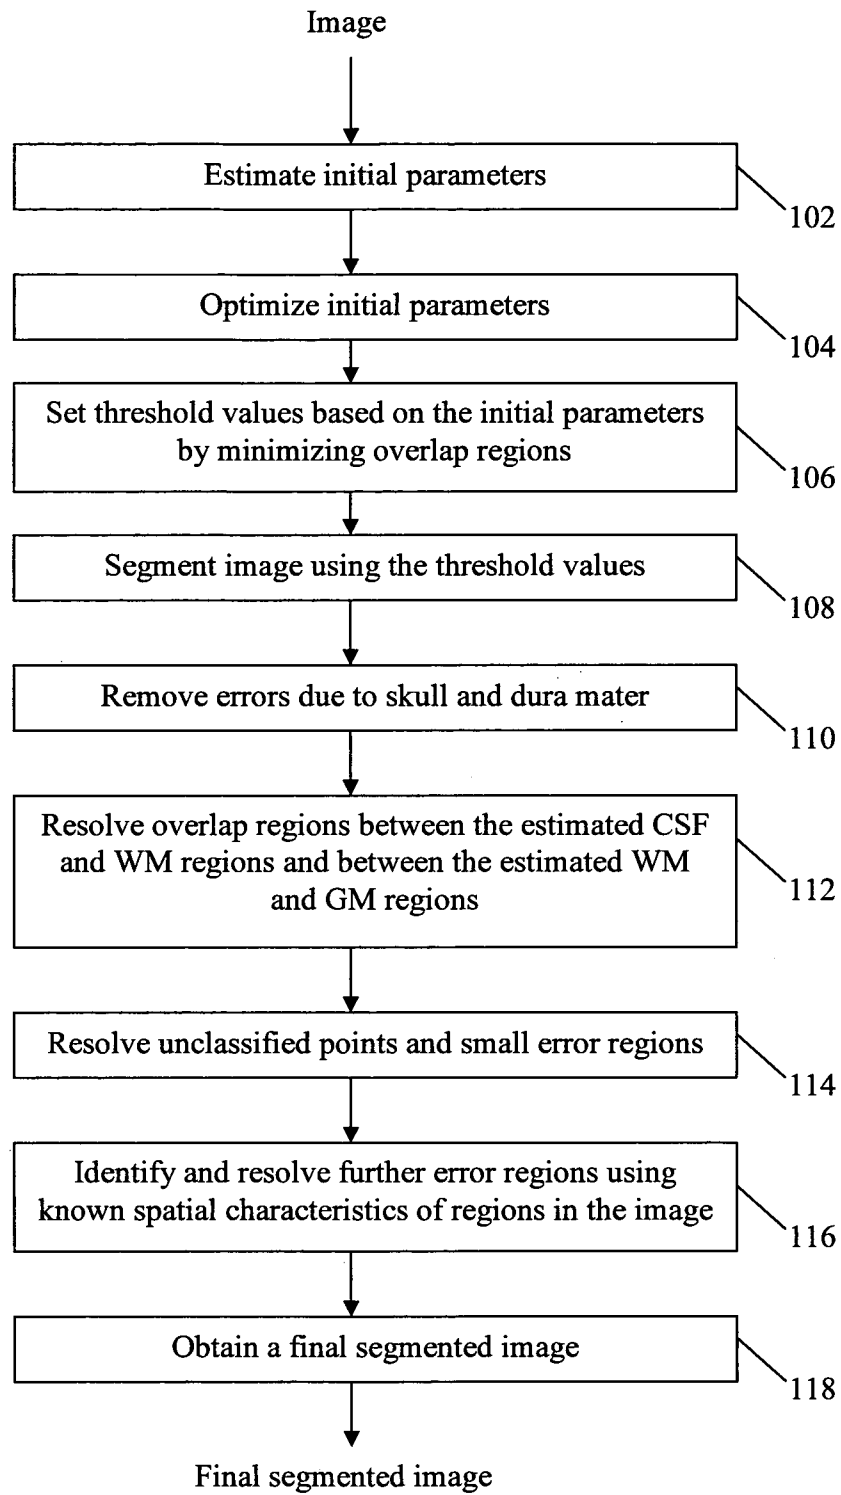 Image
Estimate initial parameters
102
Optimize initial parameters
104
Set threshold values based on the initial parameters
by minimizing overlap regions
106
Segment image using the threshold values
108
Remove errors due to skull and dura mater
110
Resolve overlap regions between the estimated CSF
and WM regions and between the estimated WM
and GM regions
112
Resolve unclassified points and small error regions
114
Identify and resolve further error regions using
known spatial characteristics of regions in the image
116
Obtain a final segmented image
118
Final segmented image